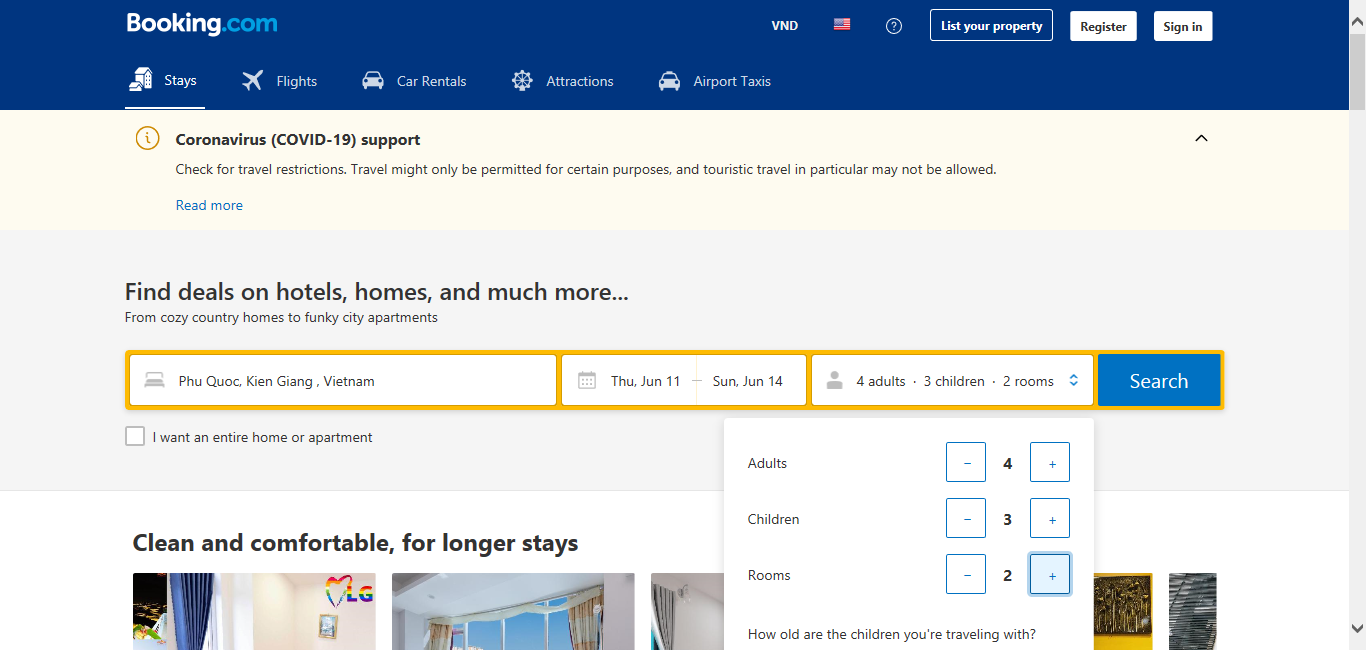 Booking.com
VND
List your property
Register
Sign in
Stays
Flights
Car Rentals
Attractions
Airport Taxis
Coronavirus (COVID-19) support
Check for travel restrictions. Travel might only be permitted for certain purposes, and touristic travel in particular may not be allowed.
Read more
Find deals on hotels, homes, and much more...
From cozy country homes to funky city apartments
Phu Quoc, Kien Giang , Vietnam
Thu, Jun 11 — Sun, Jun 14
4 adults · 3 children · 2 rooms
Search
I want an entire home or apartment
Adults − 4 +
Children − 3 +
Rooms − 2 +
How old are the children you're traveling with?
Clean and comfortable, for longer stays
LG